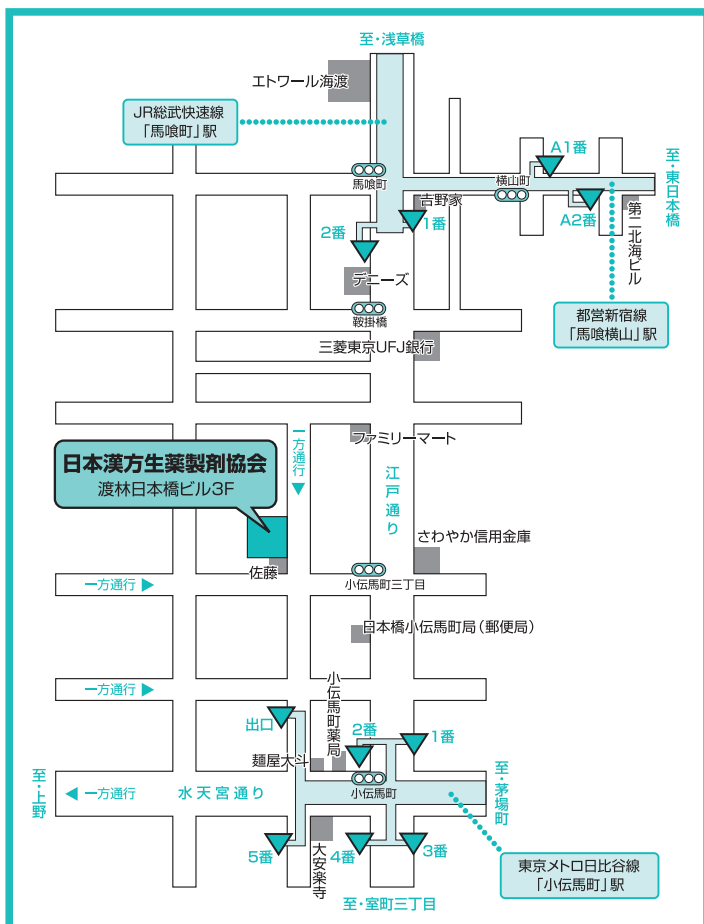 至・浅草橋
エトワール海渡
JR総武快速線
「馬喰町」駅
A1番
至・東日本橋
馬喰町
横山町
吉野家
A2番
1番
2番
第二北海ビル
デニーズ
鞍掛橋
都営新宿線
「馬喰横山」駅
三菱東京UFJ銀行
一方通行▼
ファミリーマート
日本漢方生薬製剤協会
渡林日本橋ビル3F
江戸通り
さわやか信用金庫
佐藤
小伝馬町三丁目
一方通行▶
日本橋小伝馬町局(郵便局)
小伝馬町薬局
一方通行▶
出口
2番
1番
麺屋大斗
小伝馬町
至・上野
◀一方通行
水天宮通り
至・茅場町
5番
大安楽寺
4番
3番
東京メトロ日比谷線
「小伝馬町」駅
至・室町三丁目